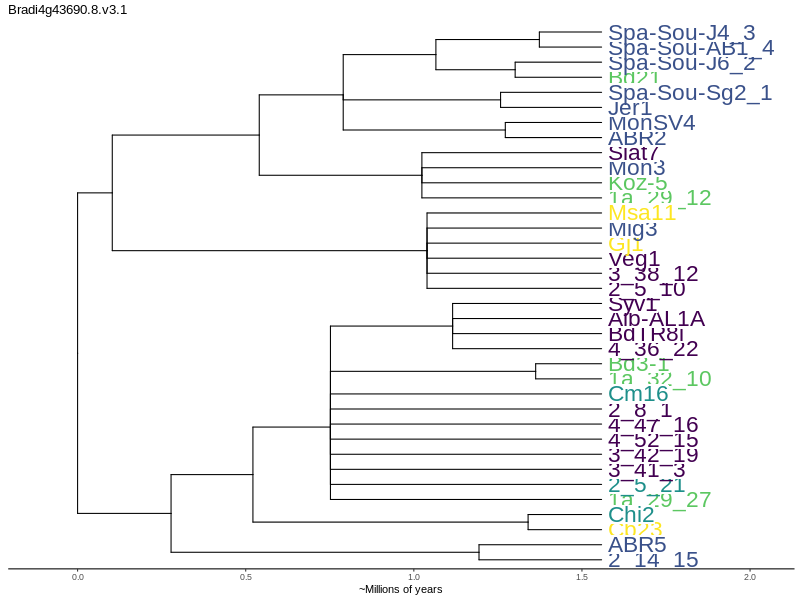 Bradi4g43690.8.v3.1
Spa-Sou-J4_3
Spa-Sou-AB1_4
Spa-Sou-J6_2
Bd21
Spa-Sou-Sg2_1
Jer1
MonSV4
ABR2
Slat7
Mon3
Koz-5
1a_29_12
Msa11
Mig3
Gj1
Veg1
3_38_12
2_5_10
Syv1
Alb-AL1A
BdTR8i
4_36_22
Bd3-1
1a_32_10
Cm16
2_8_1
4_47_16
4_52_15
3_42_19
3_41_3
2_5_21
1a_29_27
Chi2
Ch23
ABR5
2_14_15
0.0 0.5 1.0 1.5 2.0
~Millions of years